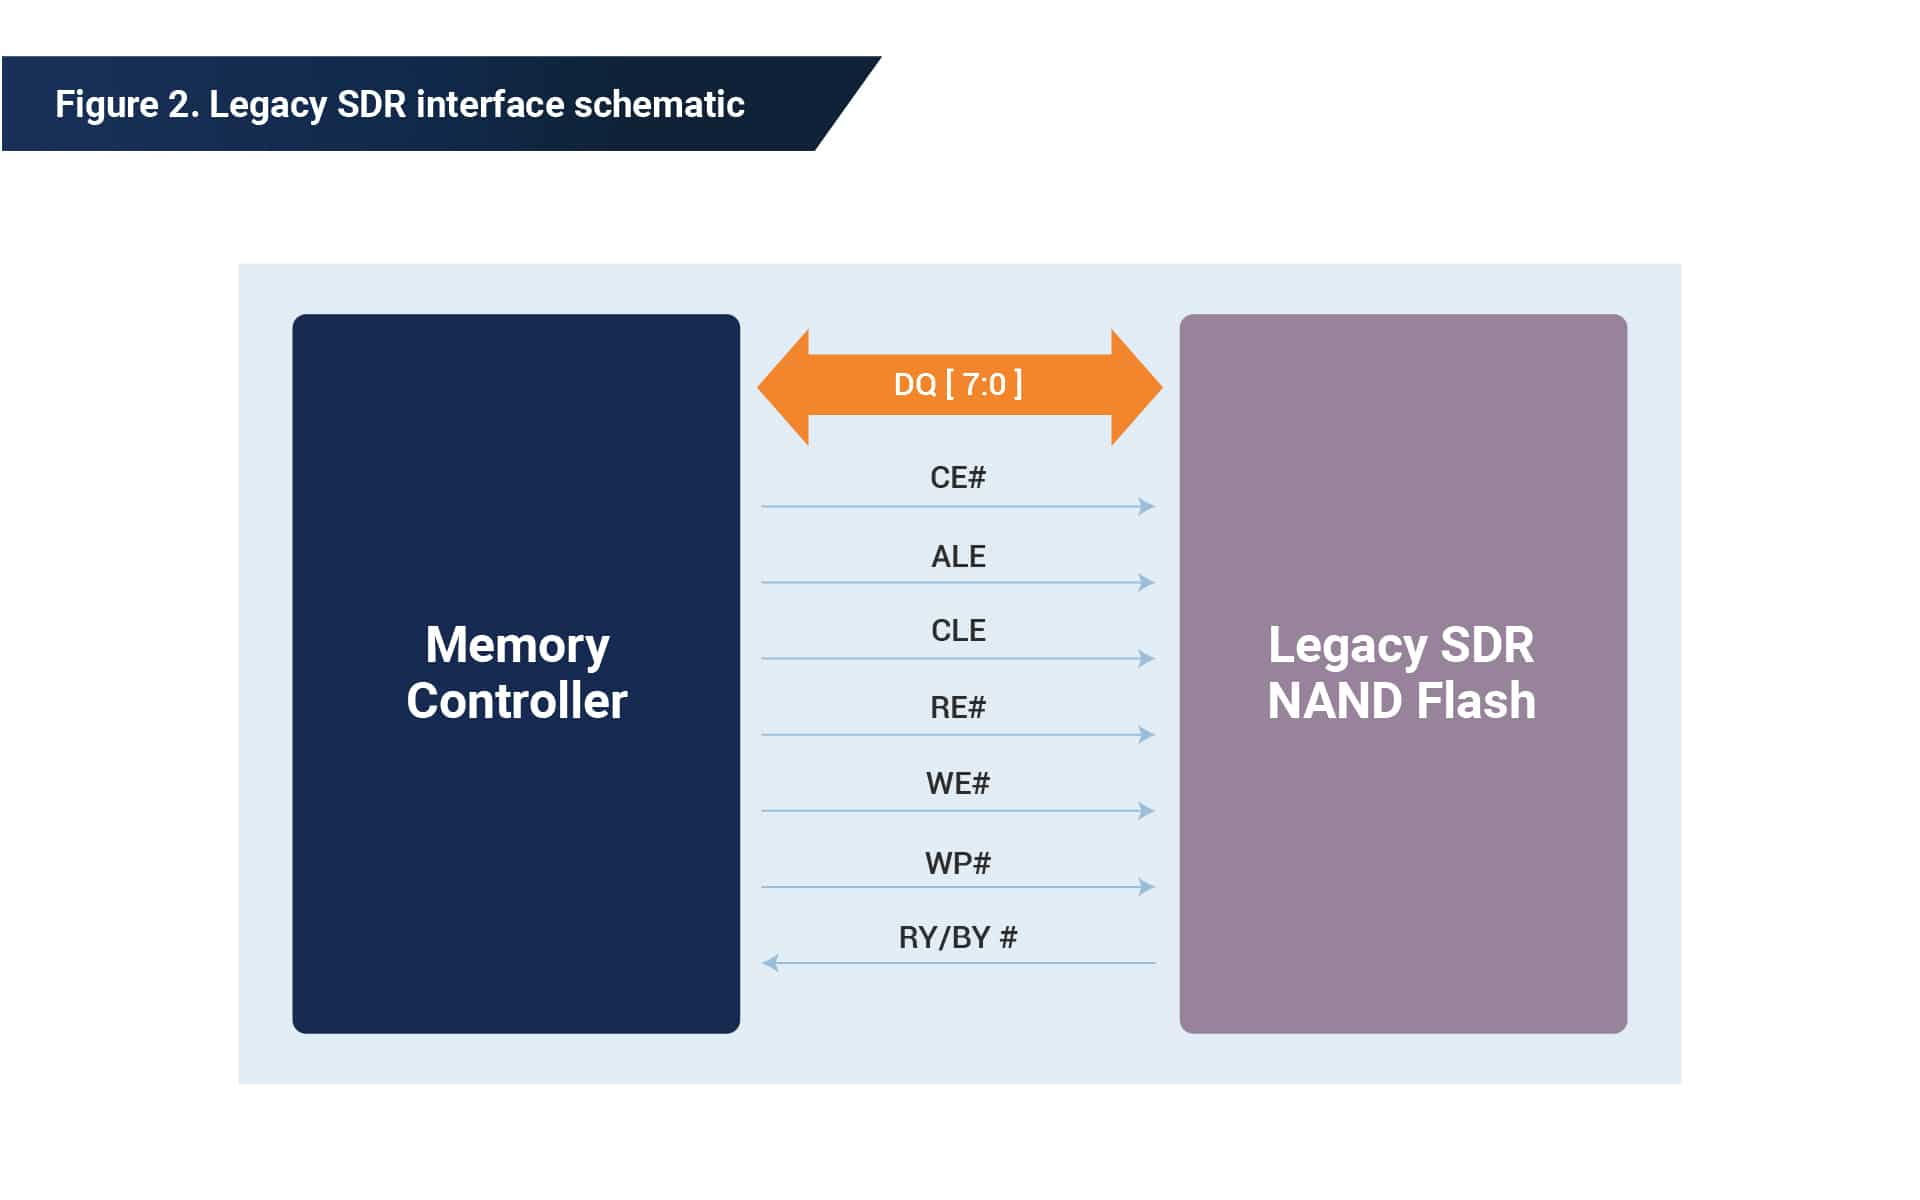 Figure 2. Legacy SDR interface schematic
DQ [ 7:0 ]
CE#
ALE
CLE
RE#
WE#
WP#
RY/BY #
Memory
Controller
Legacy SDR
NAND Flash